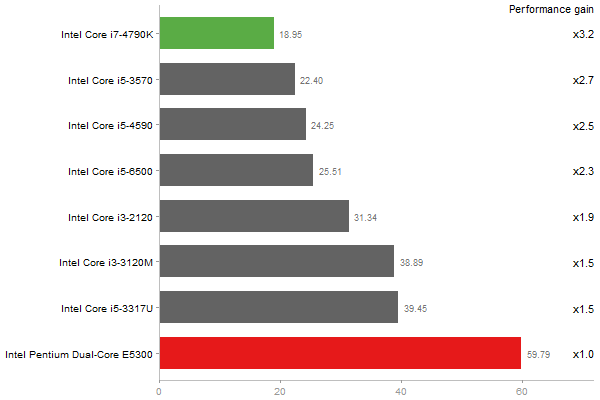 Performance gain
Intel Core i7-4790K 18.95 x3.2
Intel Core i5-3570 22.40 x2.7
Intel Core i5-4590 24.25 x2.5
Intel Core i5-6500 25.51 x2.3
Intel Core i3-2120 31.34 x1.9
Intel Core i3-3120M 38.89 x1.5
Intel Core i5-3317U 39.45 x1.5
Intel Pentium Dual-Core E5300 59.79 x1.0
0 20 40 60